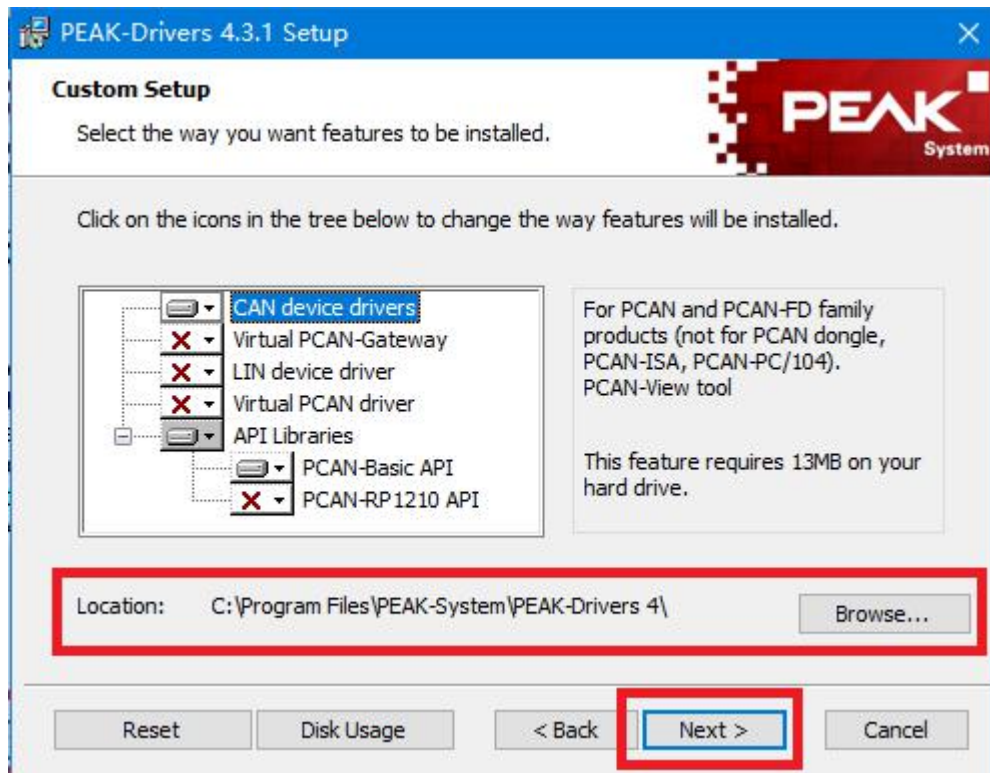 PEAK-Drivers 4.3.1 Setup
Custom Setup
Select the way you want features to be installed.
PEAK
System
Click on the icons in the tree below to change the way features will be installed.
CAN device drivers
Virtual PCAN-Gateway
LIN device driver
Virtual PCAN driver
API Libraries
PCAN-Basic API
PCAN-RP1210 API
For PCAN and PCAN-FD family
products (not for PCAN dongle,
PCAN-ISA, PCAN-PC/104).
PCAN-View tool
This feature requires 13MB on your
hard drive.
Location: C:\Program Files\PEAK-System\PEAK-Drivers 4\ Browse...
Reset Disk Usage < Back Next > Cancel